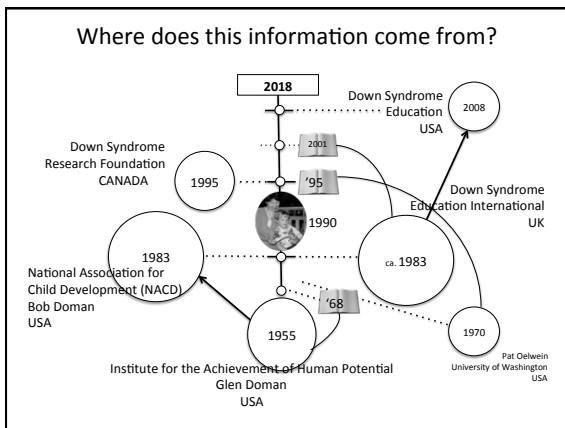 Where does this information come from?
2018
Down Syndrome
Education
USA
2008
2001
Down Syndrome
Research Foundation
CANADA
1995
'95
Down Syndrome
Education International
UK
1990
1983
ca. 1983
National Association for
Child Development (NACD)
Bob Doman
USA
'68
1955
1970
Institute for the Achievement of Human Potential
Glen Doman
USA
Pat Oelwein
University of Washington
USA